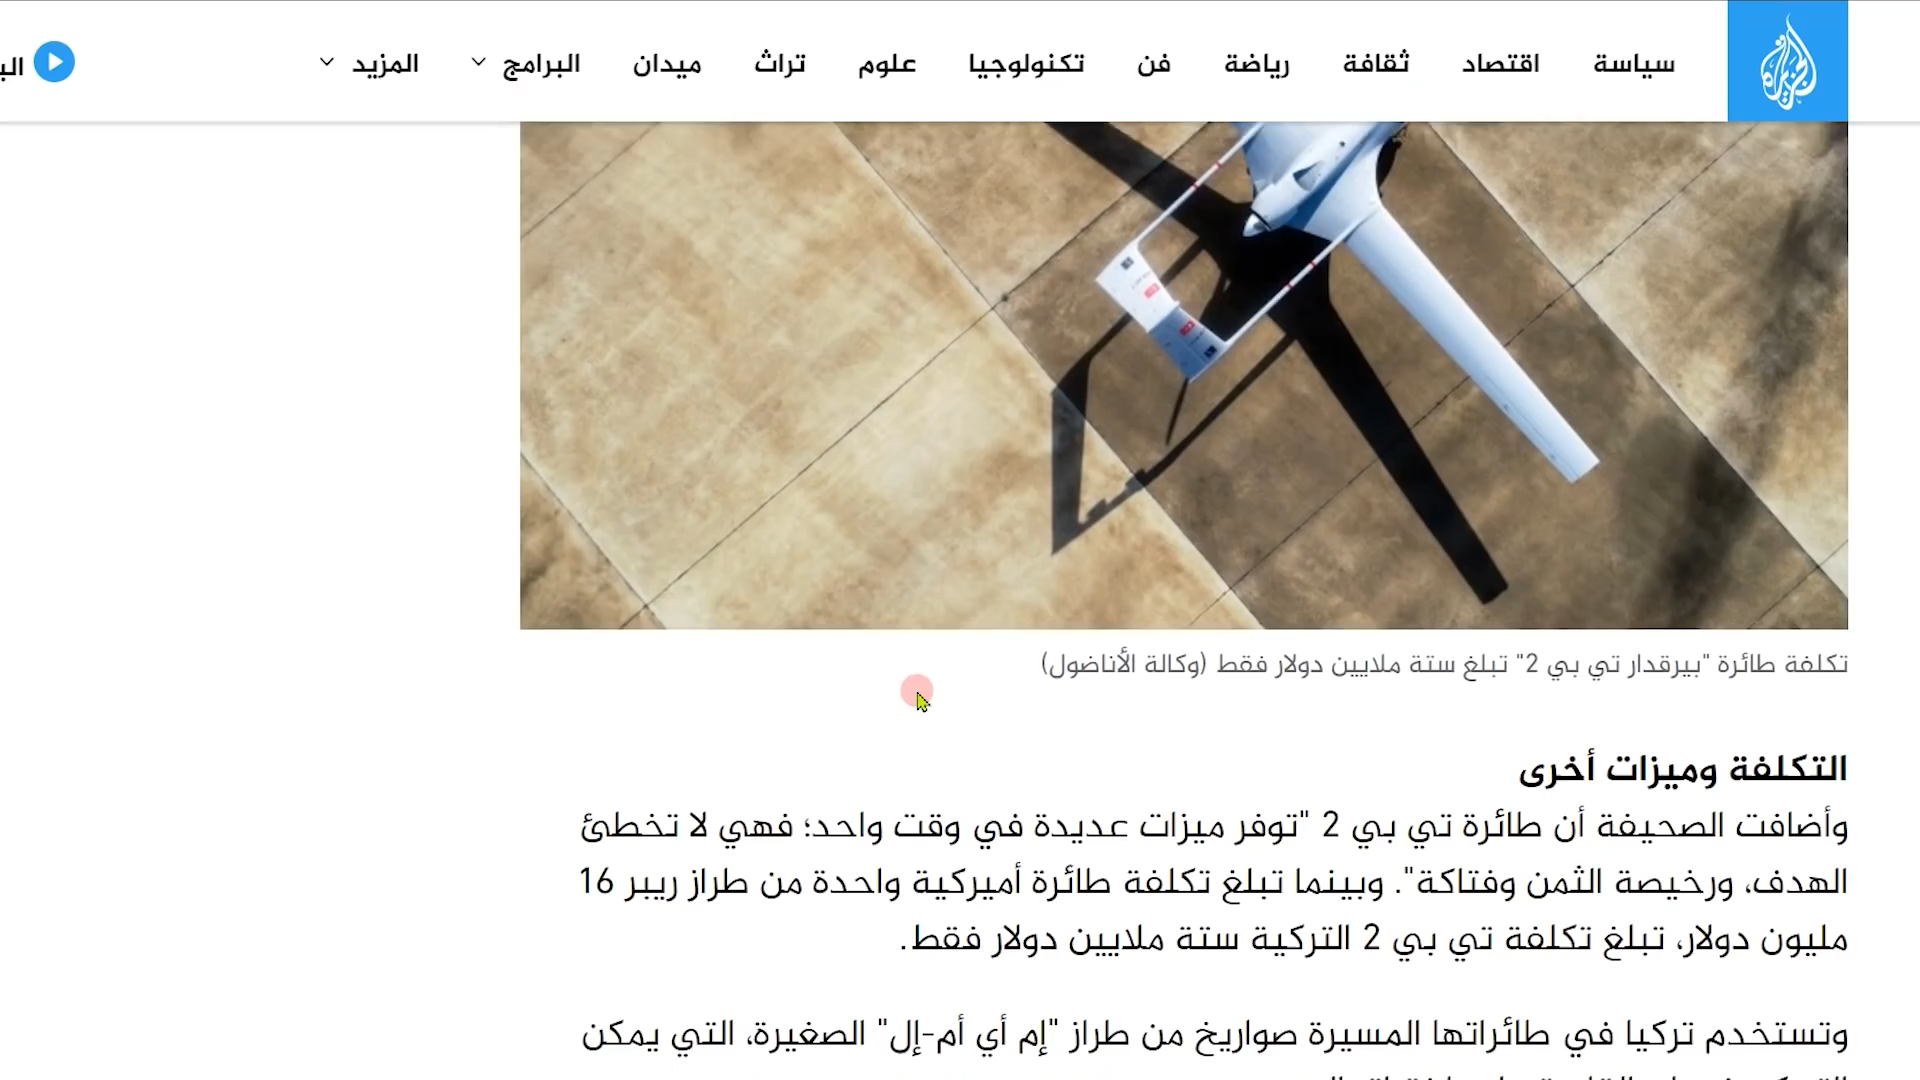 سياسة اقتصاد ثقافة رياضة فن تكنولوجيا علوم تراث ميدان البرامج المزيد
الجزيرة
تكلفة طائرة "بيرقدار تي بي 2" تبلغ ستة ملايين دولار فقط (وكالة الأناضول)
التكلفة وميزات أخرى
وأضافت الصحيفة أن طائرة تي بي 2 "توفر ميزات عديدة في وقت واحد؛ فهي لا تخطئ
الهدف، ورخيصة الثمن وفتاكة". وبينما تبلغ تكلفة طائرة أميركية واحدة من طراز ريبر 16
مليون دولار، تبلغ تكلفة تي بي 2 التركية ستة ملايين دولار فقط.
وتستخدم تركيا في طائراتها المسيرة صواريخ من طراز "إم أي أم-إل" الصغيرة، التي يمكن